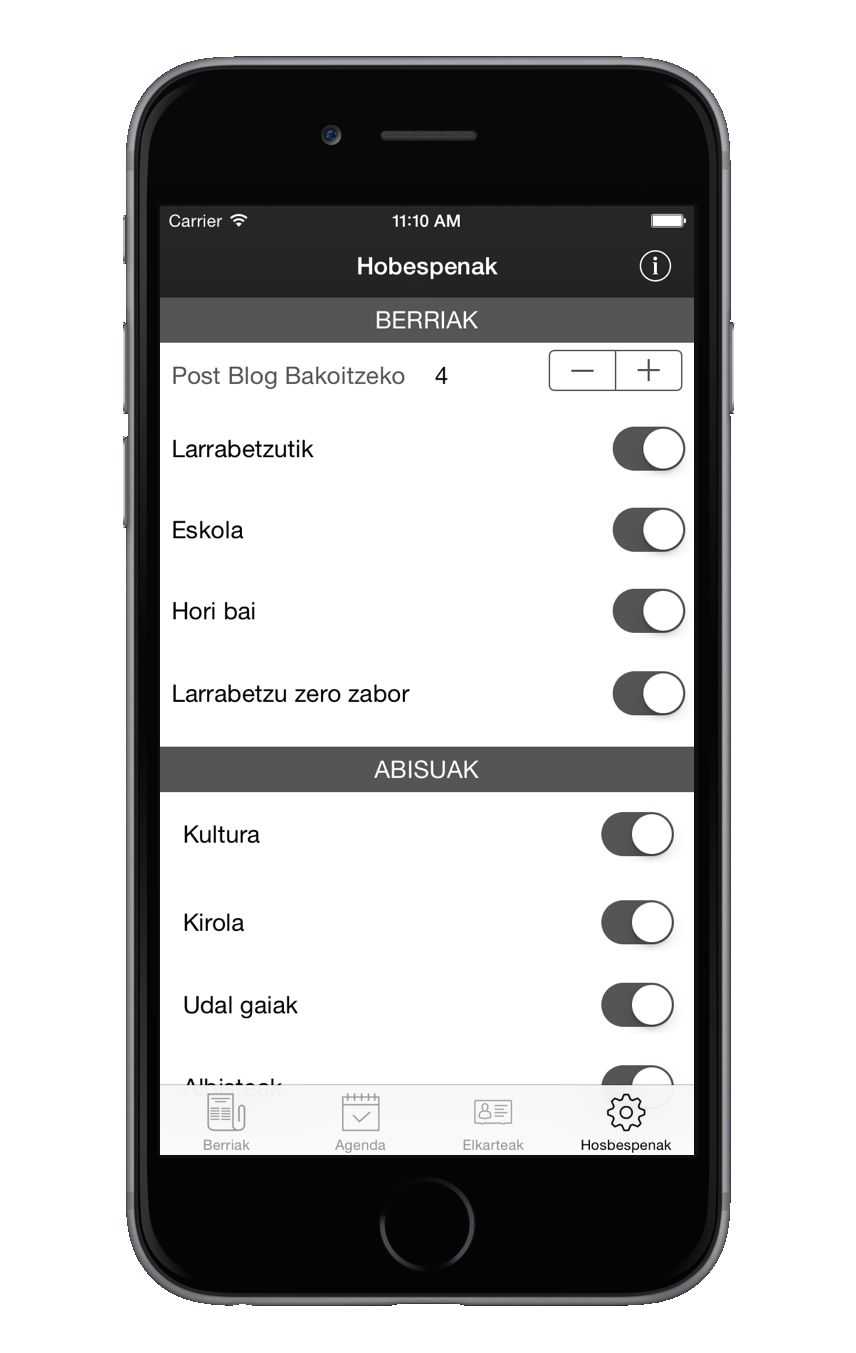 Carrier 11:10 AM
Hobespenak
BERRIAK
Post Blog Bakoitzeko 4
Larrabetzutik
Eskola
Hori bai
Larrabetzu zero zabor
ABISUAK
Kultura
Kirola
Udal gaiak
Albisteak
Berriak Agenda Elkarteak Hosbespenak